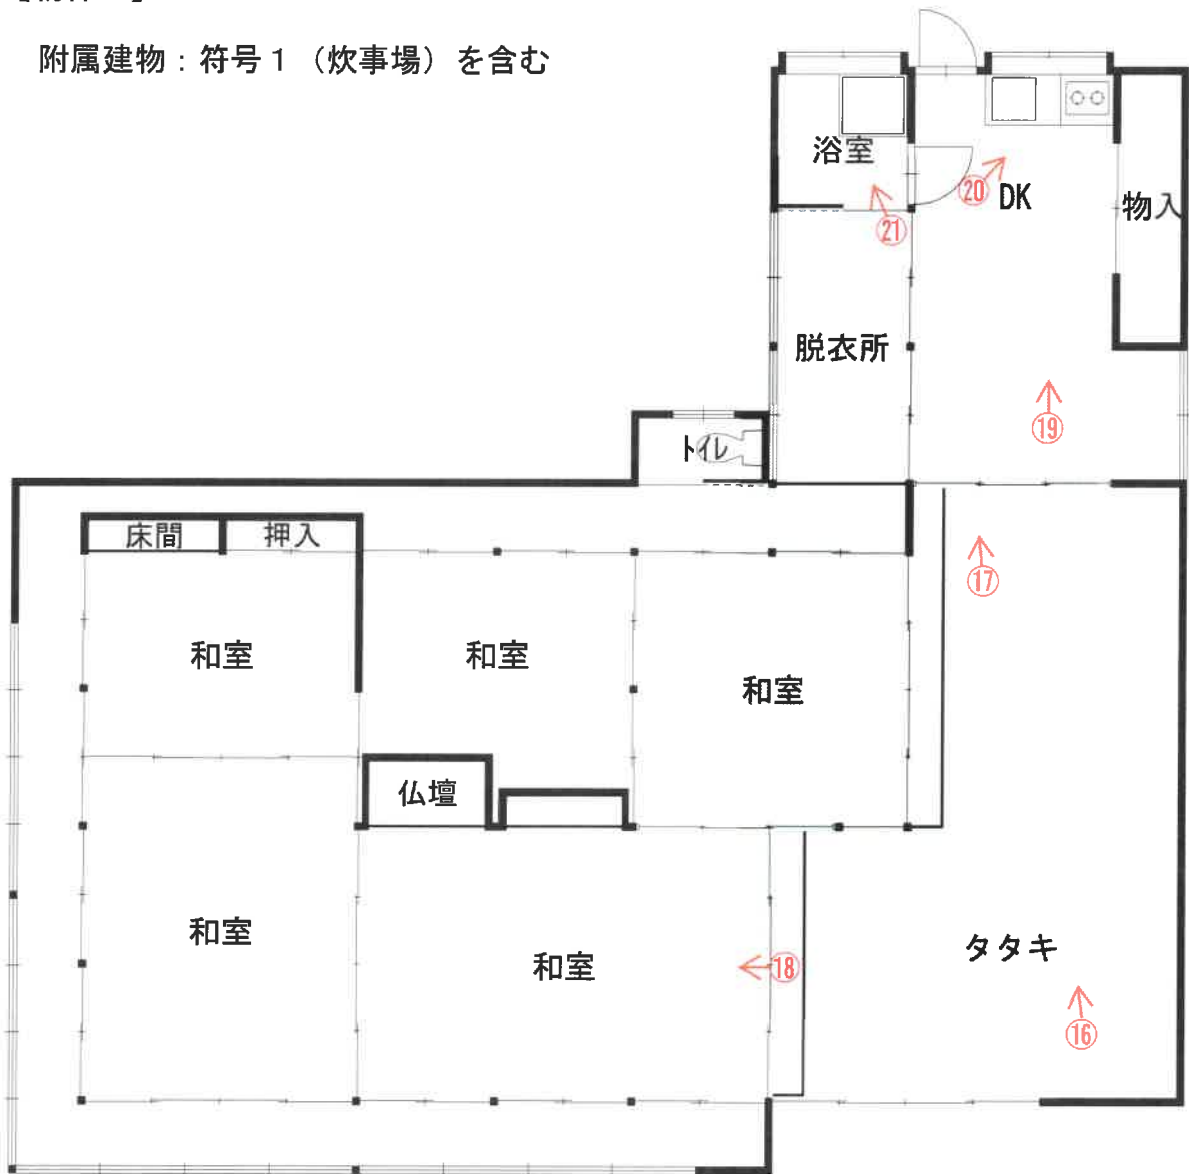 附属建物：符号１（炊事場）を含む
浴室
⑳
DK
物入
㉑
脱衣所
⑲
トイレ
床間
押入
⑰
和室
和室
和室
仏壇
和室
和室
⑱
タタキ
⑯